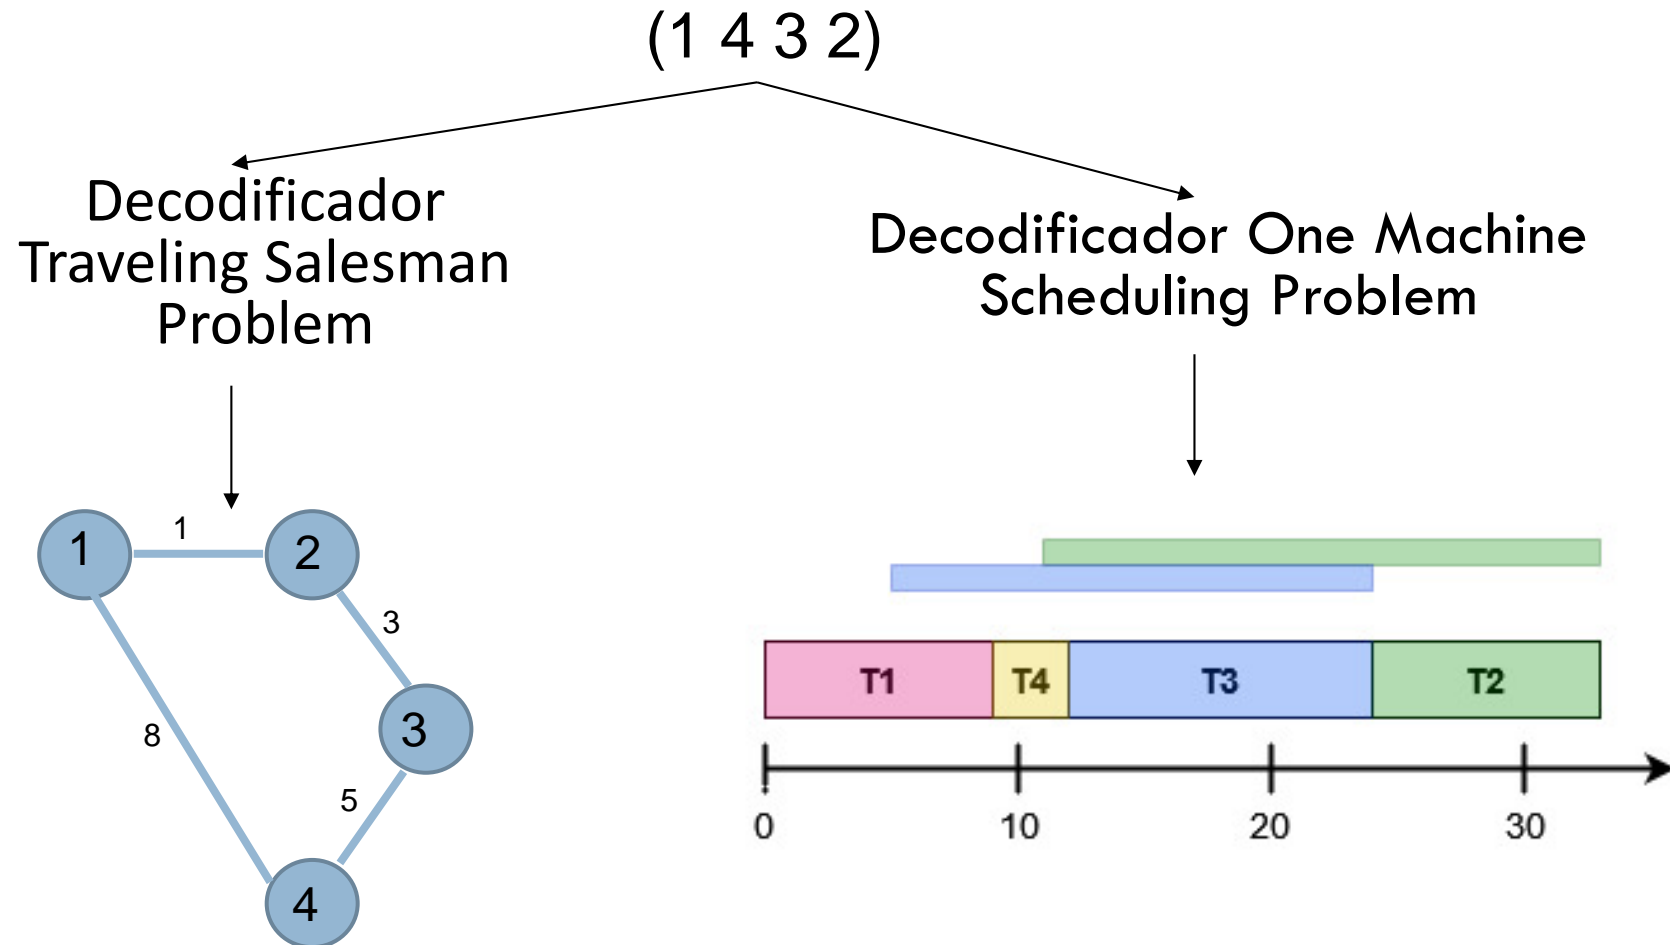 (1 4 3 2)
Decodificador
Traveling Salesman
Problem
Decodificador One Machine
Scheduling Problem
1
1
2
3
3
8
5
4
T1
T4
T3
T2
0
10
20
30